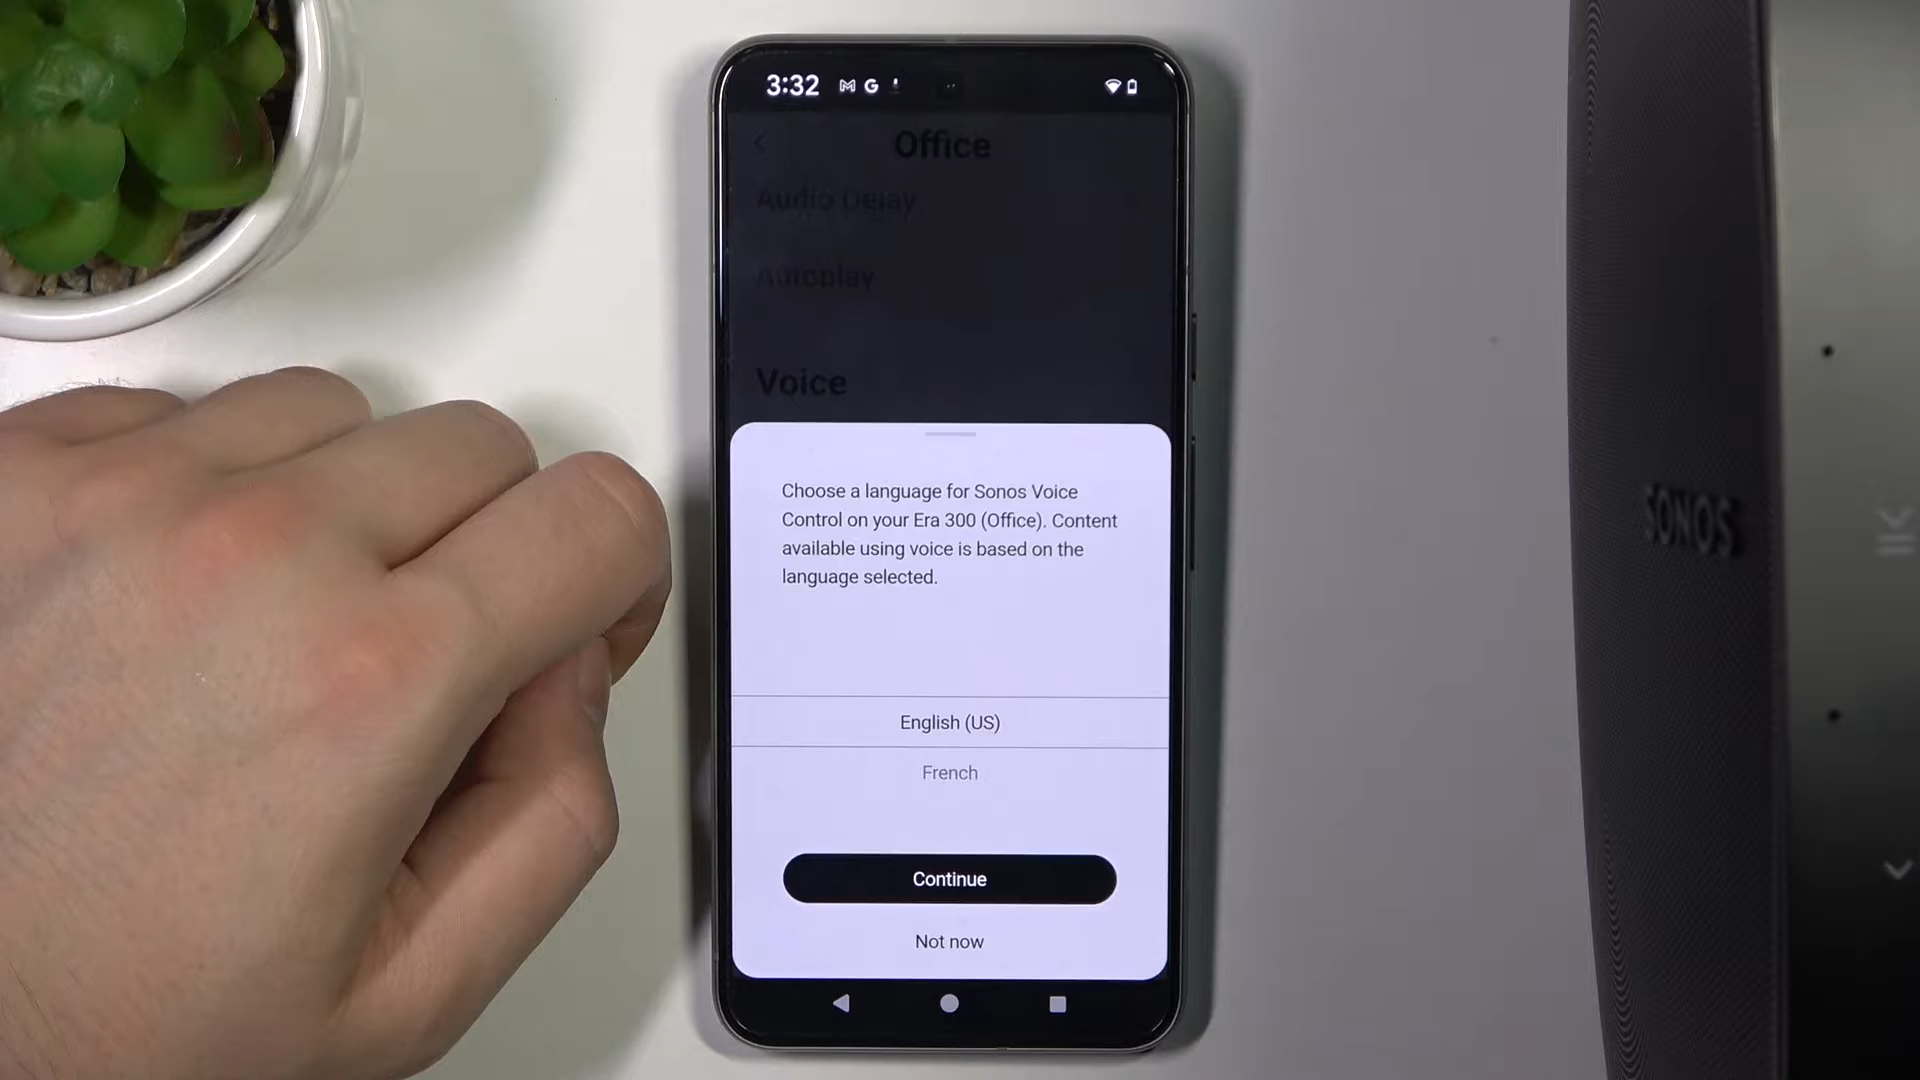 3:32
Office
Audio Delay
Autoplay
Voice
Choose a language for Sonos Voice
Control on your Era 300 (Office). Content
available using voice is based on the
language selected.
English (US)
French
Continue
Not now
SONOS